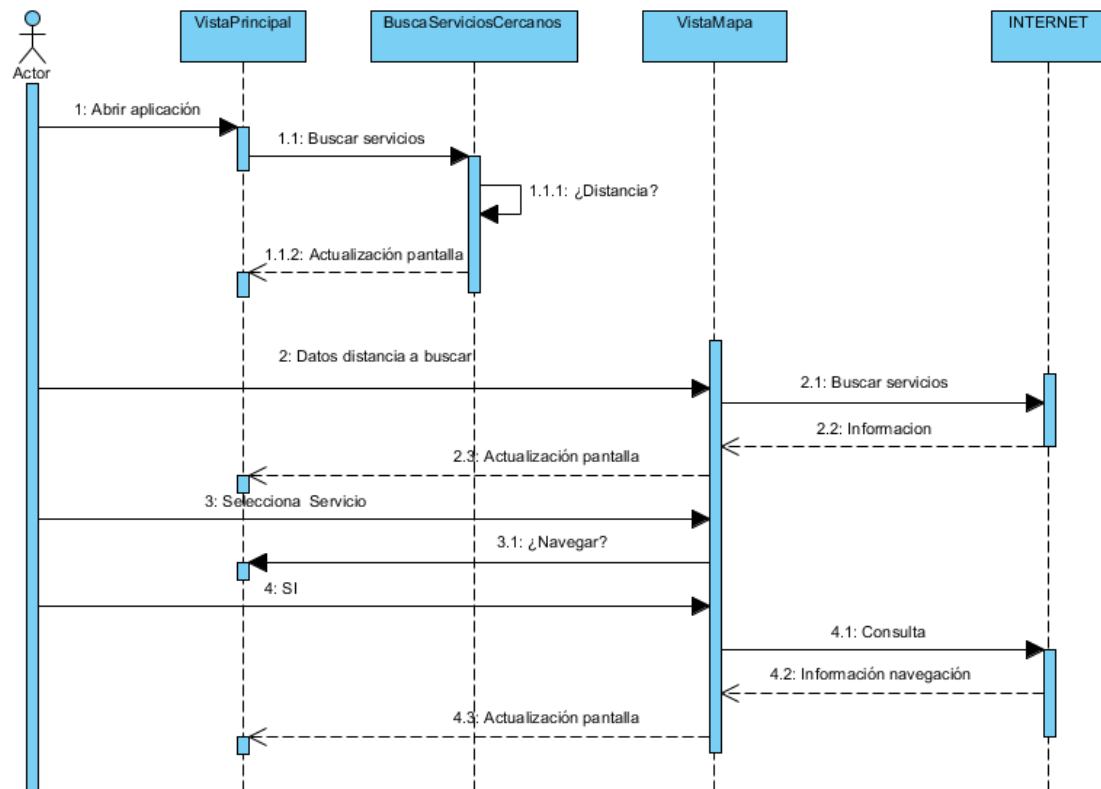 VistaPrincipal
BuscaServiciosCercanos
VistaMapa
INTERNET
Actor
1: Abrir aplicación
1.1: Buscar servicios
1.1.1: ¿Distancia?
1.1.2: Actualización pantalla
2: Datos distancia a buscar
2.1: Buscar servicios
2.2: Informacion
2.3: Actualización pantalla
3: Selecciona Servicio
3.1: ¿Navegar?
4: SI
4.1: Consulta
4.2: Información navegación
4.3: Actualización pantalla